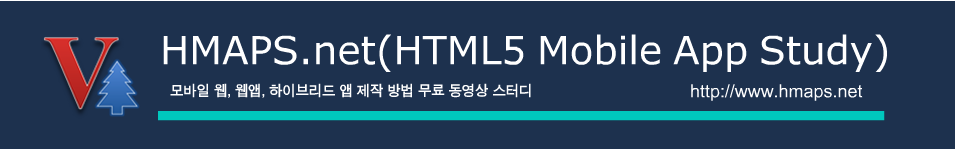 V
HMAPS.net(HTML5 Mobile App Study)
모바일 웹, 웹앱, 하이브리드 앱 제작 방법 무료 동영상 스터디
http://www.hmaps.net